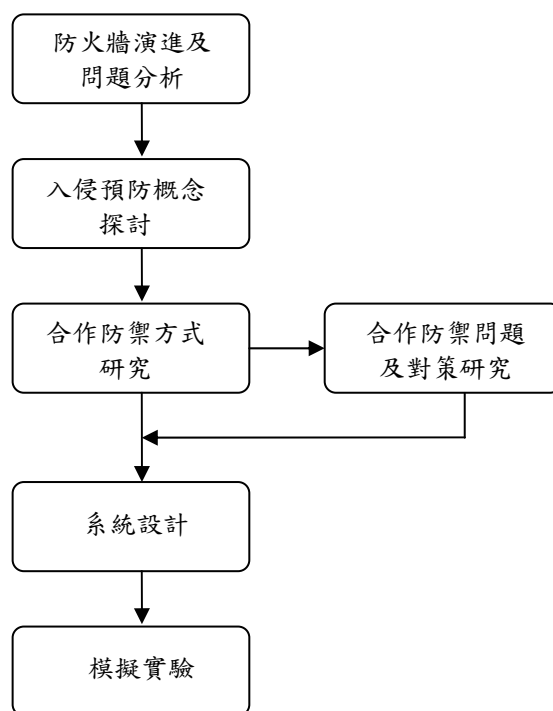 防火牆演進及
問題分析
入侵預防概念
探討
合作防禦方式
研究
合作防禦問題
及對策研究
系統設計
模擬實驗